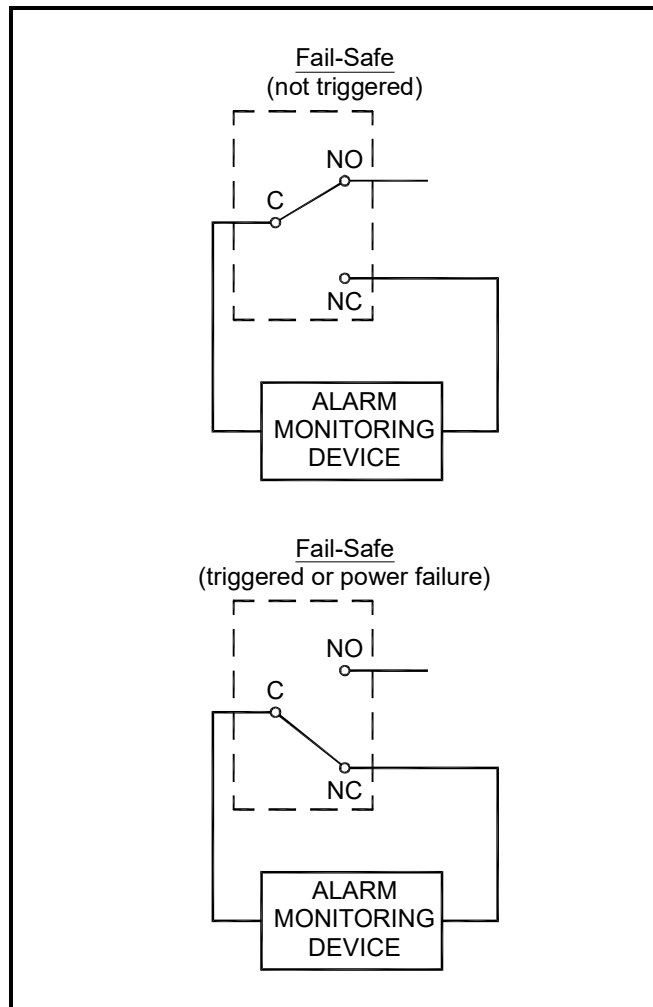 Fail-Safe
(not triggered)
NO
C
NC
ALARM
MONITORING
DEVICE
Fail-Safe
(triggered or power failure)
NO
C
NC
ALARM
MONITORING
DEVICE